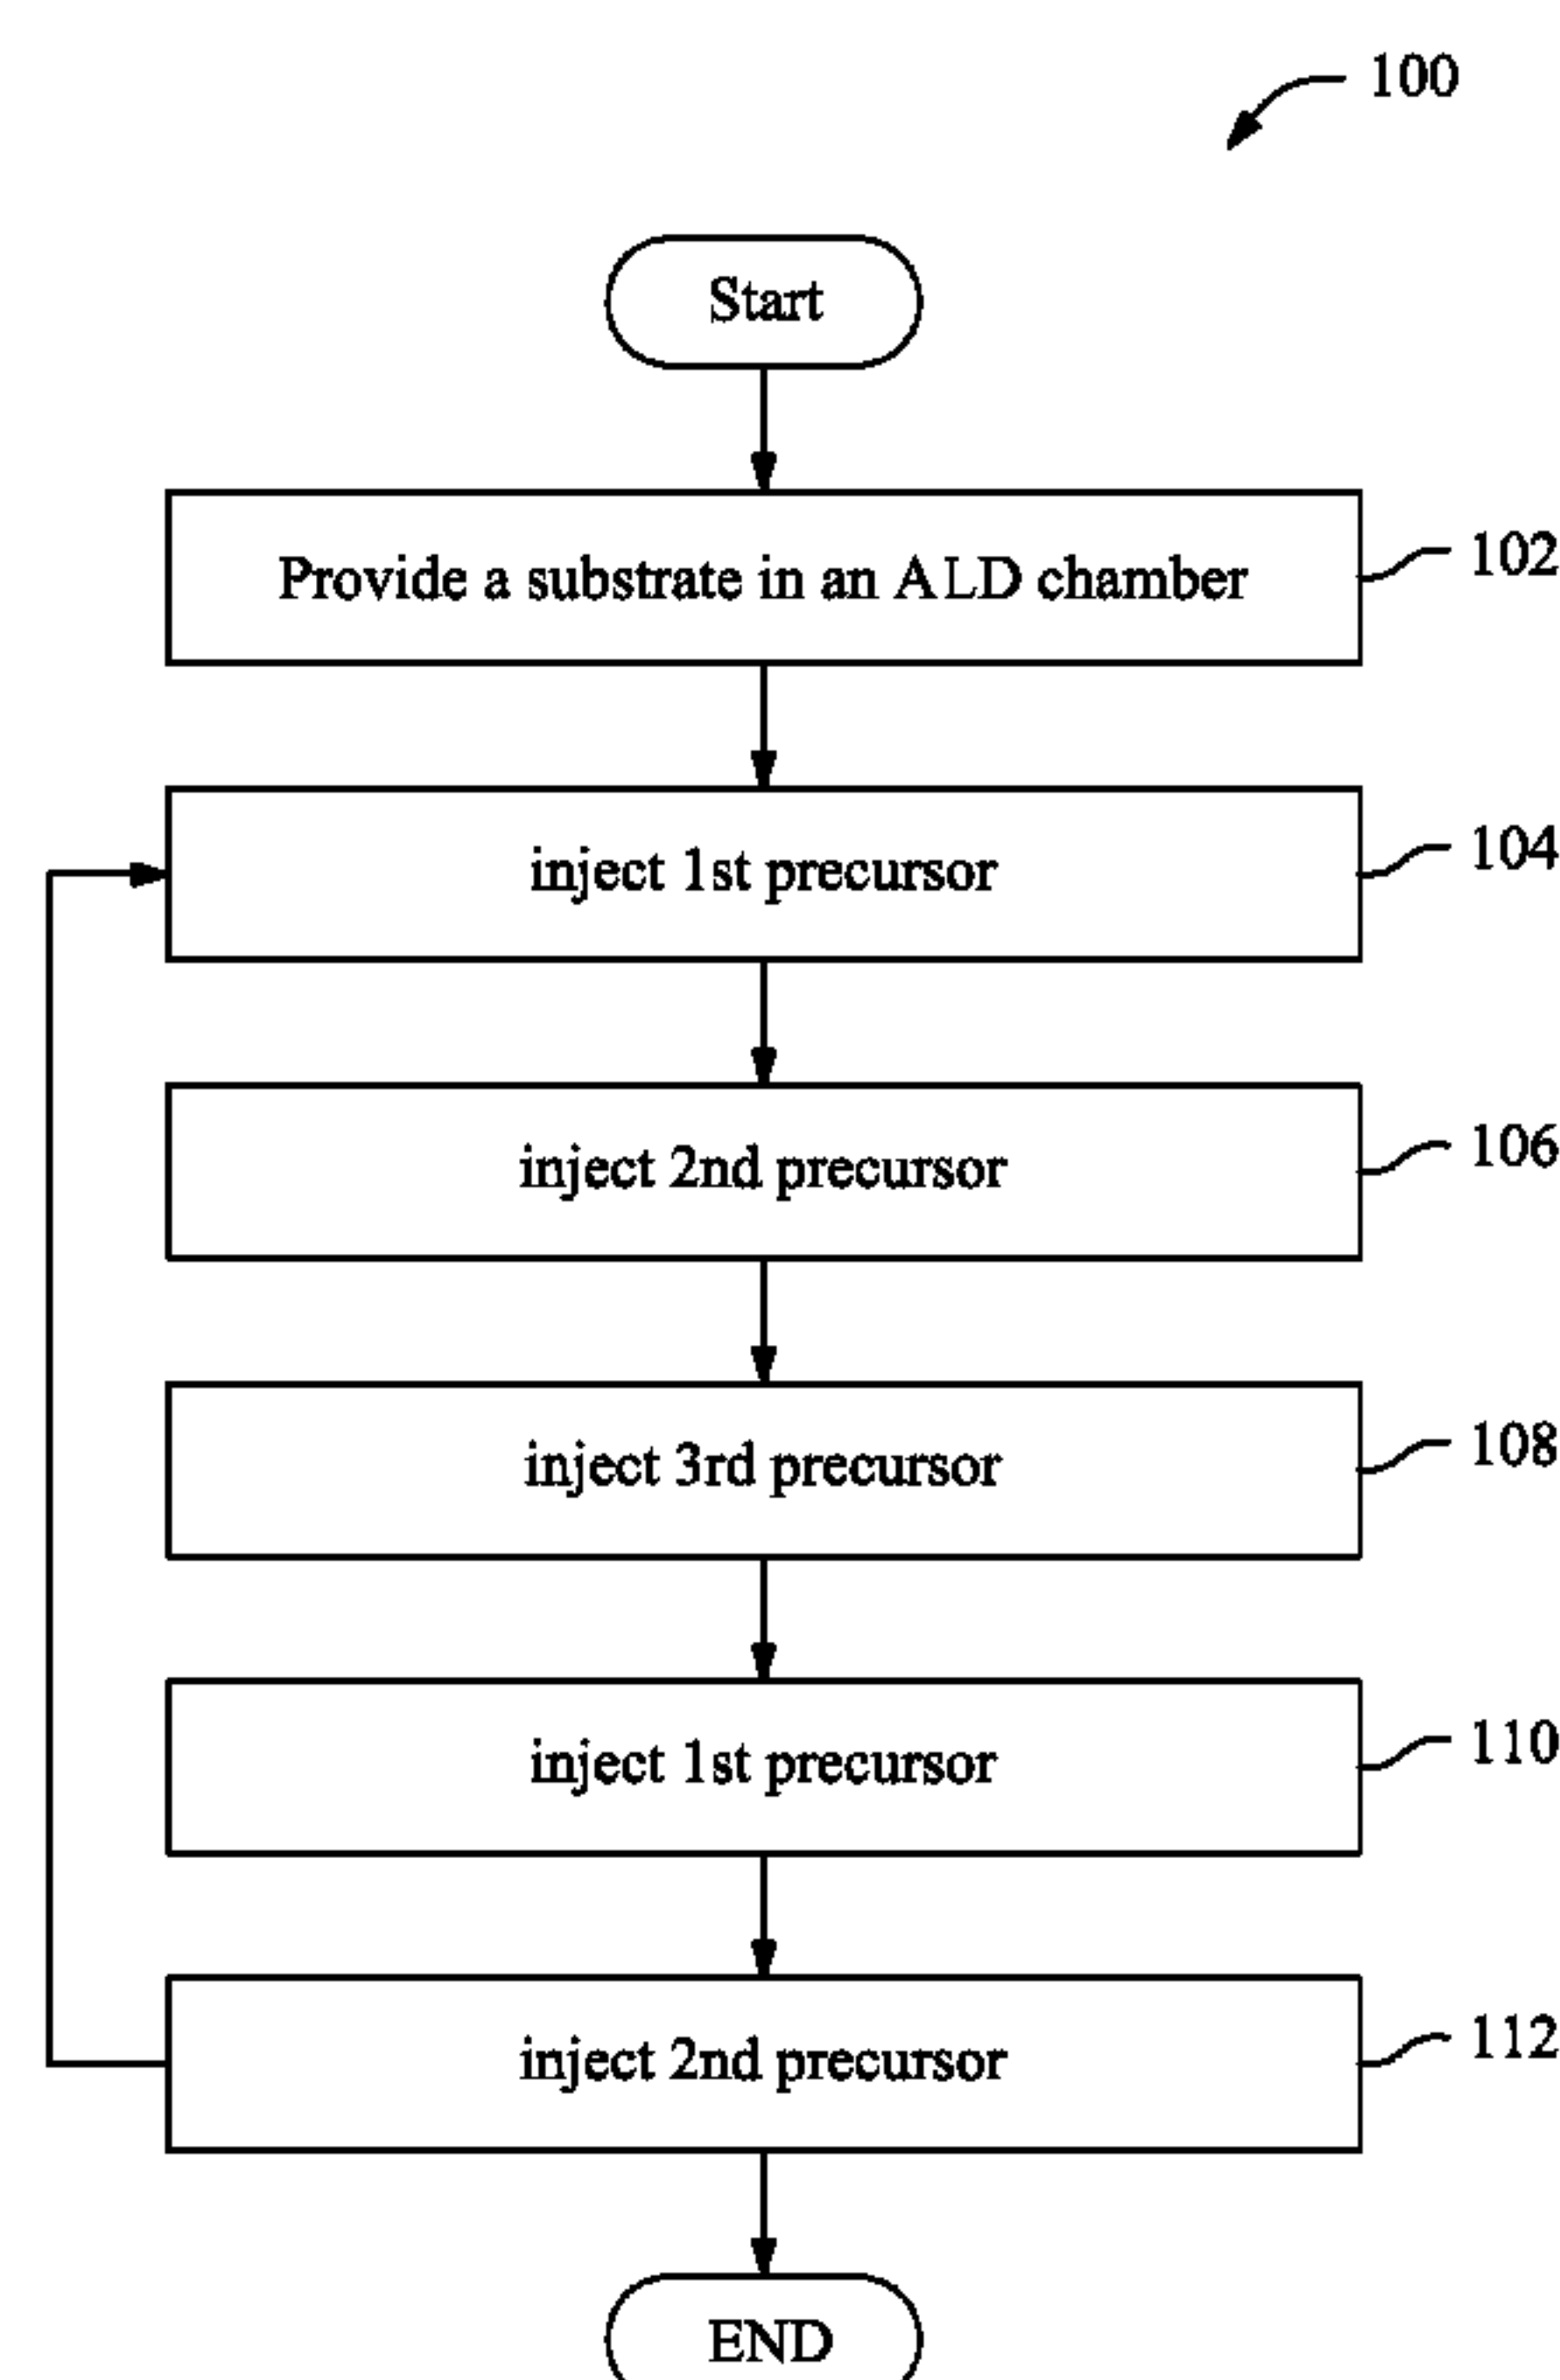 100
Start
Provide a substrate in an ALD chamber
102
inject 1st precursor
104
inject 2nd precursor
106
inject 3rd precursor
108
inject 1st precursor
110
inject 2nd precursor
112
END